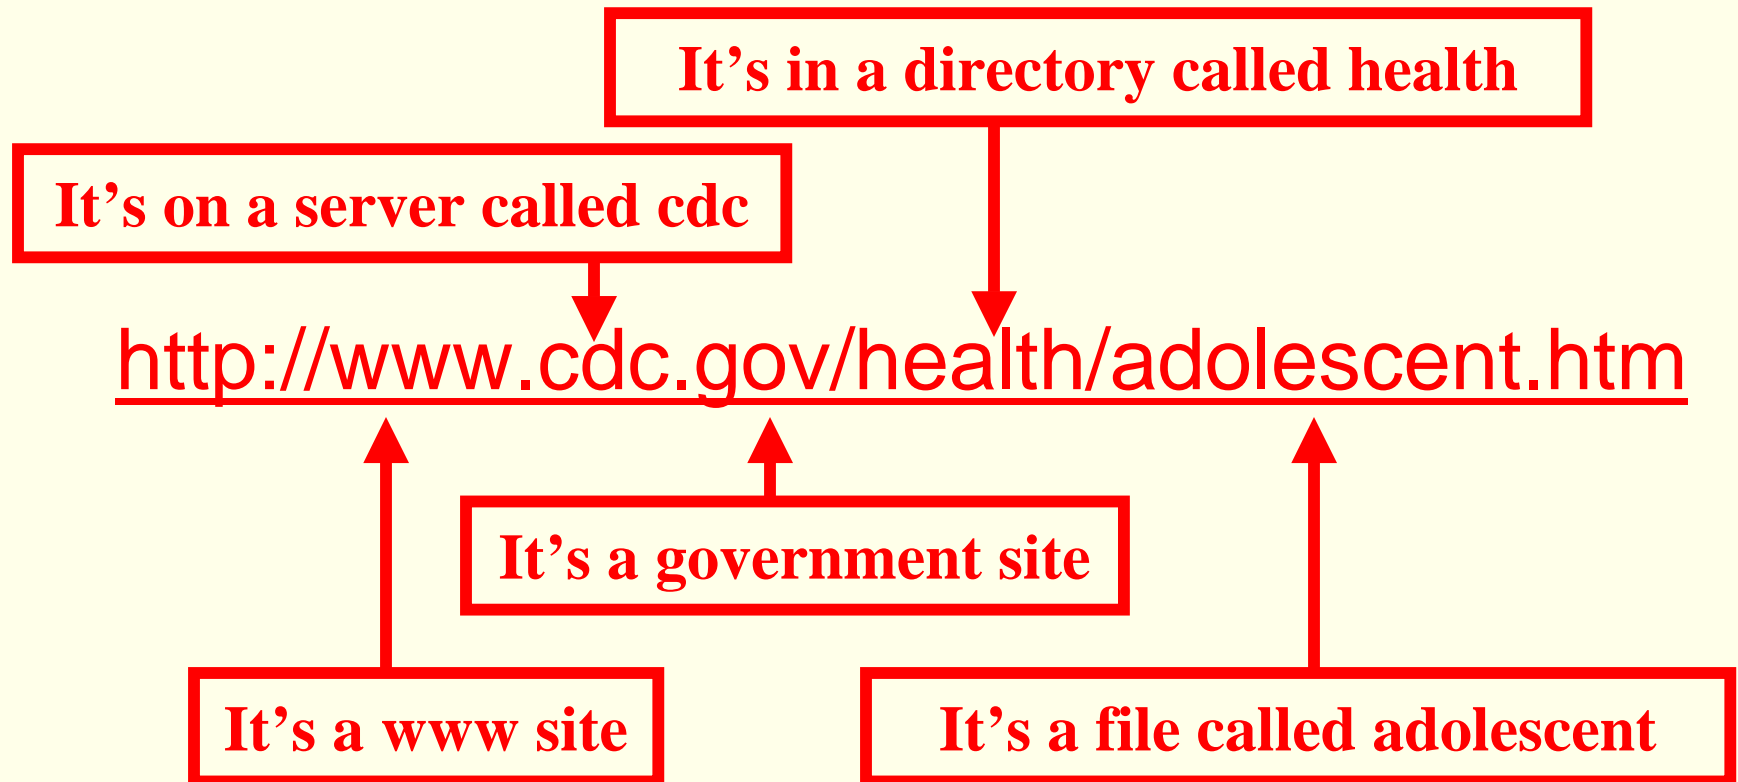 It’s in a directory called health
It’s on a server called cdc
http://www.cdc.gov/health/adolescent.htm
It’s a government site
It’s a www site
It’s a file called adolescent